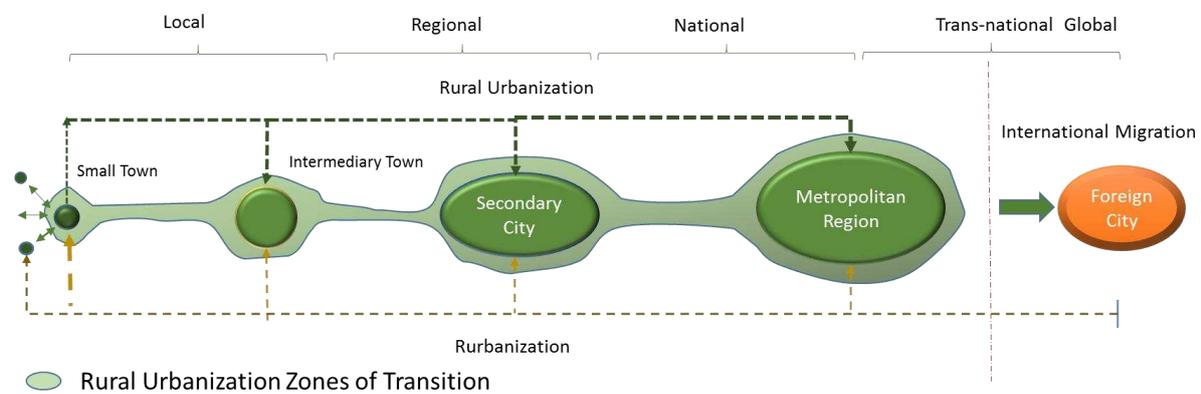 Local
Regional
National
Trans-national Global
Rural Urbanization
International Migration
Small Town
Intermediary Town
Secondary
City
Metropolitan
Region
Foreign
City
Rurbanization
Rural Urbanization Zones of Transition